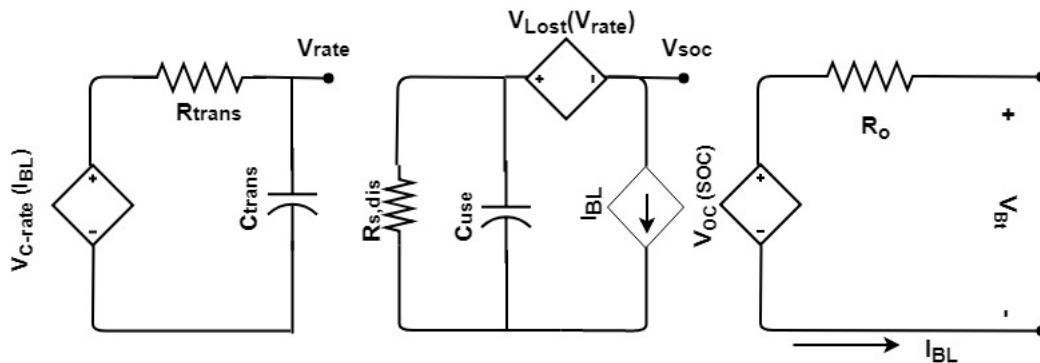 Vrate
Rtrans
VC-rate (IBL)
+
-
Ctrans
VLost(Vrate)
+
-
Vsoc
Rs,dis
Cuse
IBL
Ro
VOC (SOC)
+
-
+
VBt
-
IBL